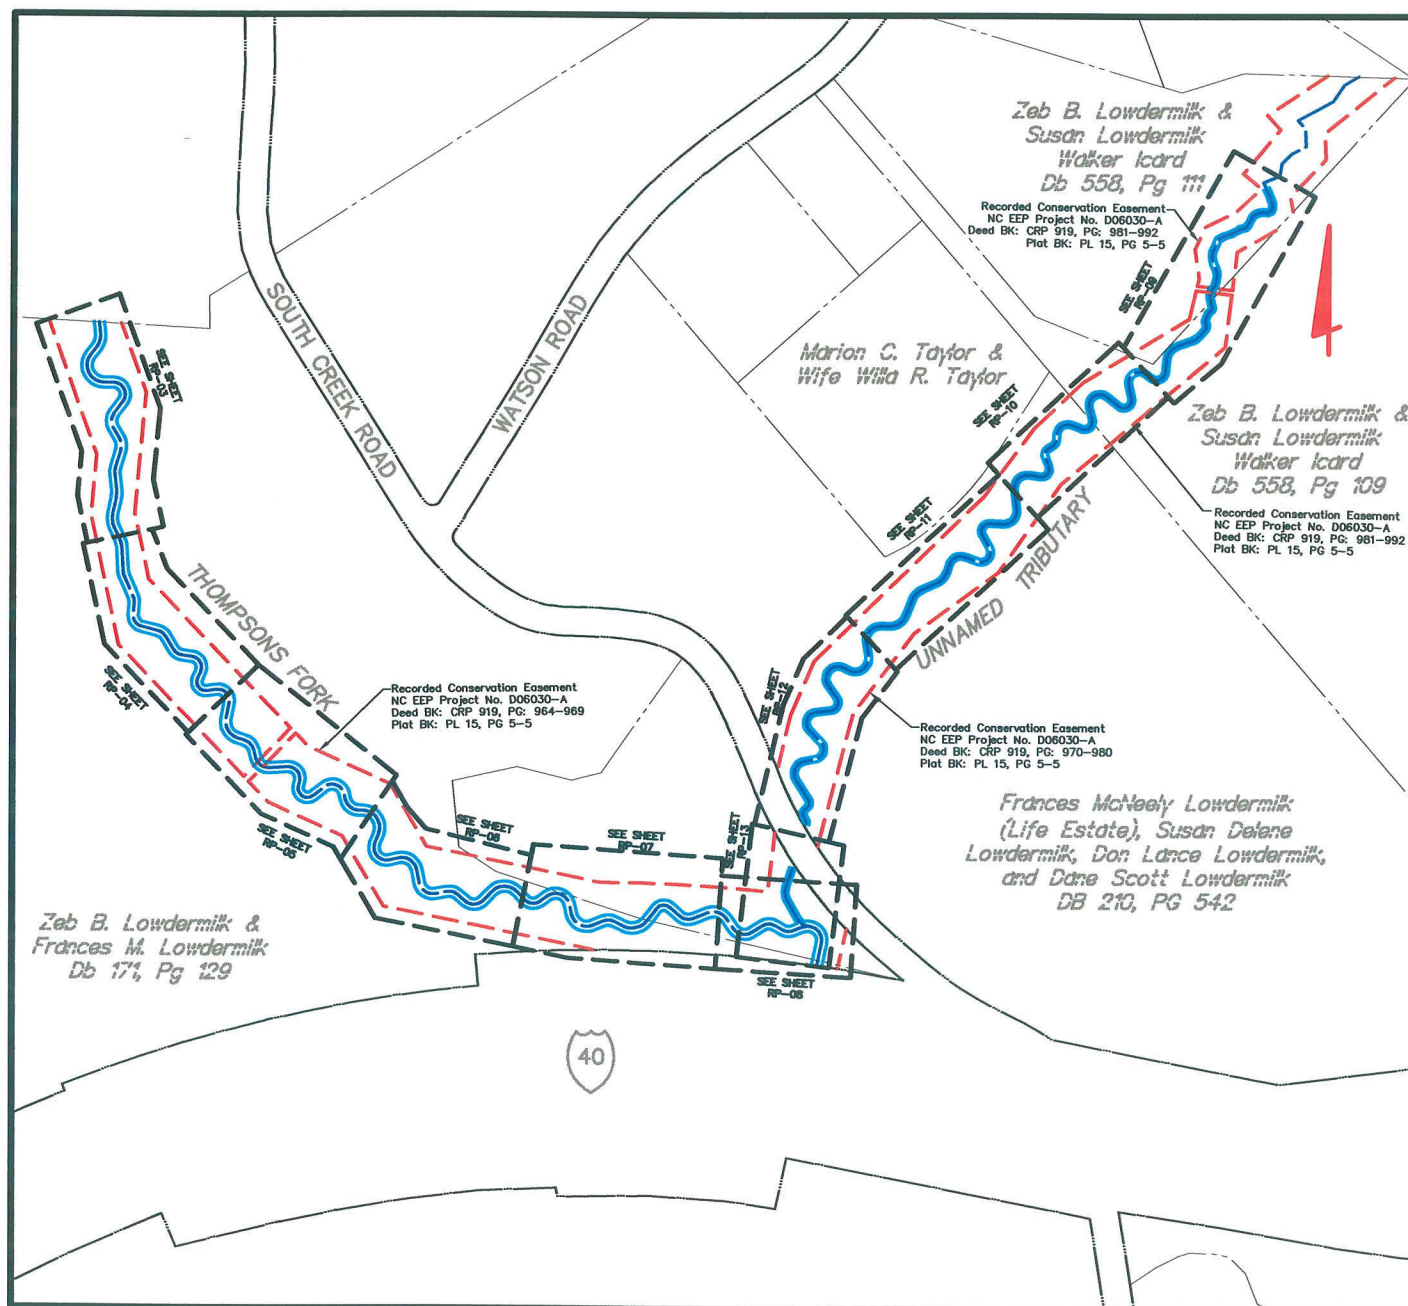 Zeb B. Lowdermilk &
Susan Lowdermilk
Walker Icard
Db 558, Pg 111
Recorded Conservation Easement
NC EEP Project No. D06030-A
Deed BK: CRP 919, PG: 981-992
Plat BK: PL 15, PG 5-5
SEE SHEET
RP-09
SOUTH CREEK ROAD
WATSON ROAD
SEE SHEET
RP-03
Marion C. Taylor &
Wife Willa R. Taylor
SEE SHEET
RP-10
Zeb B. Lowdermilk &
Susan Lowdermilk
Walker Icard
Db 558, Pg 109
Recorded Conservation Easement
NC EEP Project No. D06030-A
Deed BK: CRP 919, PG: 981-992
Plat BK: PL 15, PG 5-5
SEE SHEET
RP-11
UNNAMED TRIBUTARY
THOMPSONS FORK
SEE SHEET
RP-04
Recorded Conservation Easement
NC EEP Project No. D06030-A
Deed BK: CRP 919, PG: 964-969
Plat BK: PL 15, PG 5-5
SEE SHEET
RP-12
Recorded Conservation Easement
NC EEP Project No. D06030-A
Deed BK: CRP 919, PG: 970-980
Plat BK: PL 15, PG 5-5
SEE SHEET
RP-05
SEE SHEET
RP-06
SEE SHEET
RP-07
SEE SHEET
RP-13
Frances McNeely Lowdermilk
(Life Estate), Susan Delene
Lowdermilk, Don Lance Lowdermilk,
and Dane Scott Lowdermilk
DB 210, PG 542
Zeb B. Lowdermilk &
Frances M. Lowdermilk
Db 171, Pg 129
SEE SHEET
RP-08
40